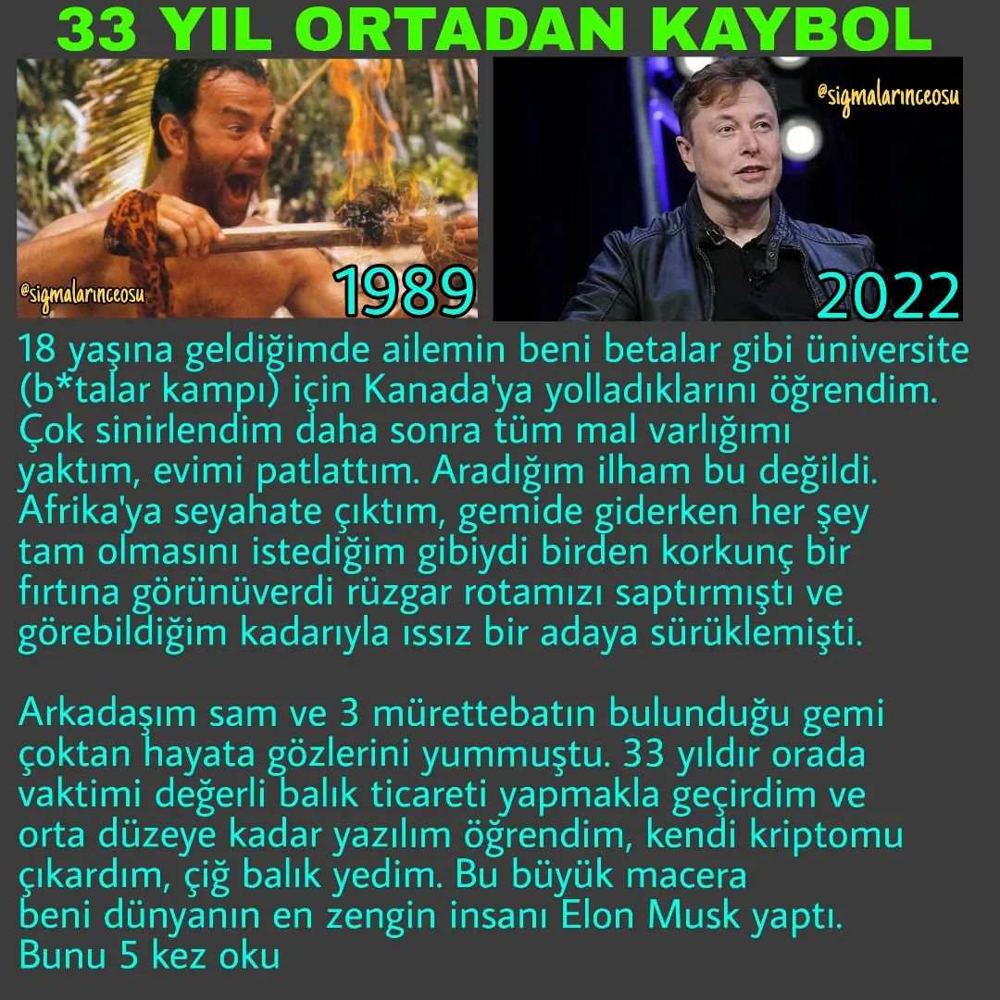 33 YIL ORTADAN KAYBOL
@sigmalarınceosu
@sigmalarınceosu
1989
2022
18 yaşına geldiğimde ailemin beni betalar gibi üniversite
(b*talar kampı) için Kanada'ya yolladıklarını öğrendim.
Çok sinirlendim daha sonra tüm mal varlığımı
yaktım, evimi patlattım. Aradığım ilham bu değildi.
Afrika'ya seyahate çıktım, gemide giderken her şey
tam olmasını istediğim gibiydi birden korkunç bir
fırtına görünüverdi rüzgar rotamızı saptırmıştı ve
görebildiğim kadarıyla ıssız bir adaya sürüklemişti.
Arkadaşım sam ve 3 mürettebatın bulunduğu gemi
çoktan hayata gözlerini yummuştu. 33 yıldır orada
vaktimi değerli balık ticareti yapmakla geçirdim ve
orta düzeye kadar yazılım öğrendim, kendi kriptomu
çıkardım, çiğ balık yedim. Bu büyük macera
beni dünyanın en zengin insanı Elon Musk yaptı.
Bunu 5 kez oku